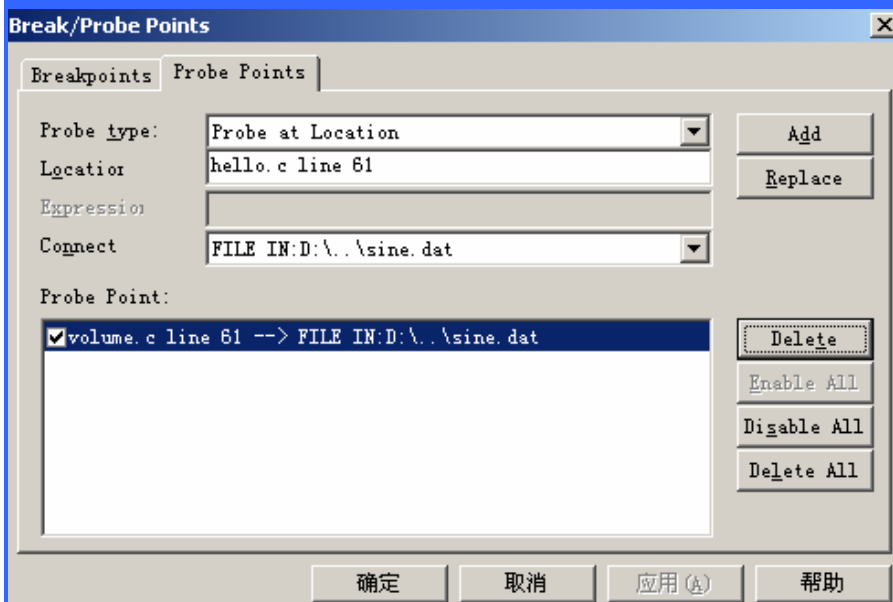 Break/Probe Points
Breakpoints Probe Points
Probe type: Probe at Location Add
Location hello.c line 61 Replace
Expression
Connect FILE IN:D:\..\sine.dat
Probe Point:
volume.c line 61 --> FILE IN:D:\..\sine.dat Delete
Enable All
Disable All
Delete All
确定 取消 应用(A) 帮助